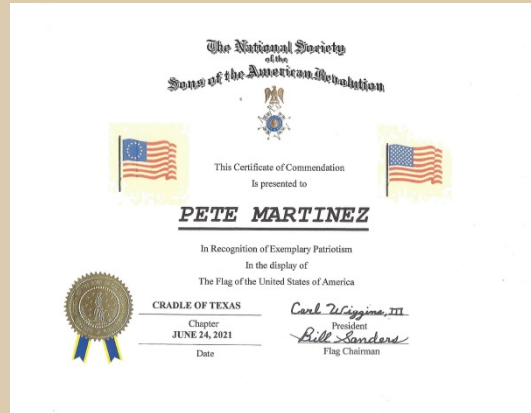 The National Society
of the
Sons of the American Revolution
This Certificate of Commendation
Is presented to
PETE MARTINEZ
In Recognition of Exemplary Patriotism
In the display of
The Flag of the United States of America
CRADLE OF TEXAS
Chapter
JUNE 24, 2021
Date
Carl Wiggins, III
President
Bill Sanders
Flag Chairman